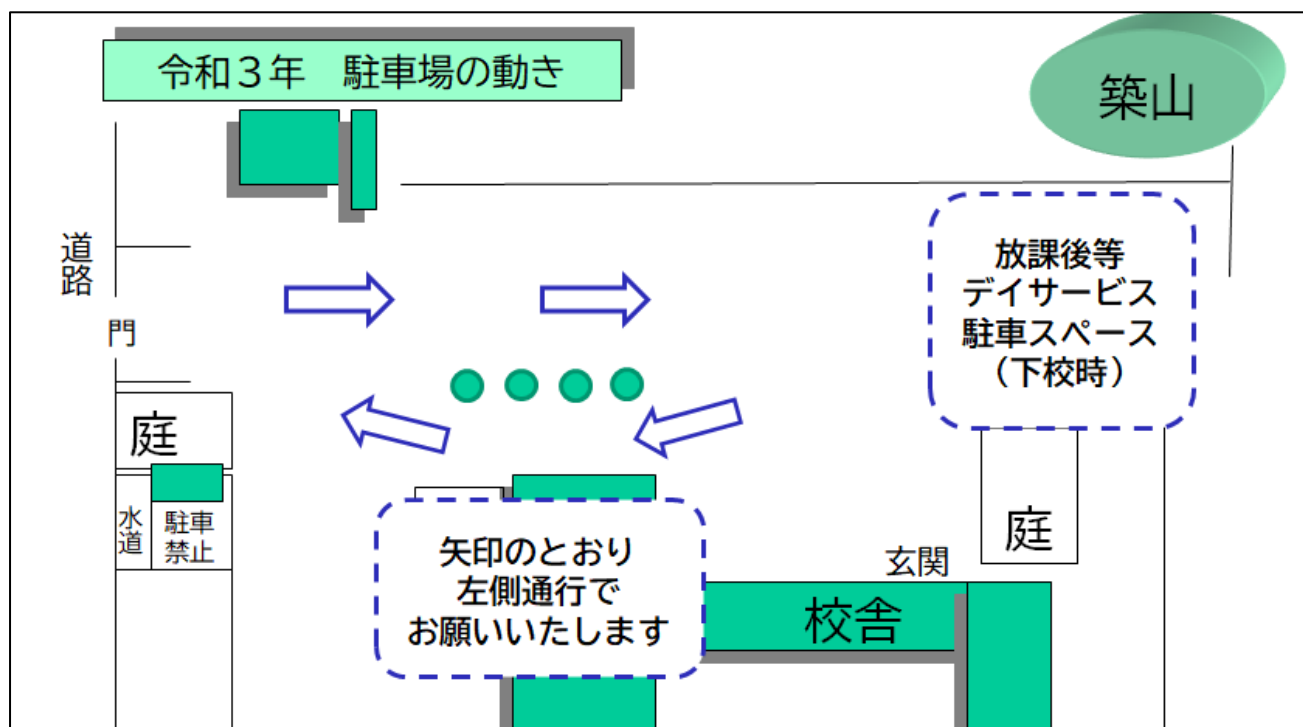 令和３年　駐車場の動き
築山
道路
門
放課後等
デイサービス
駐車スペース
（下校時）
庭
水道
駐車
禁止
矢印のとおり
左側通行で
お願いいたします
庭
玄関
校舎